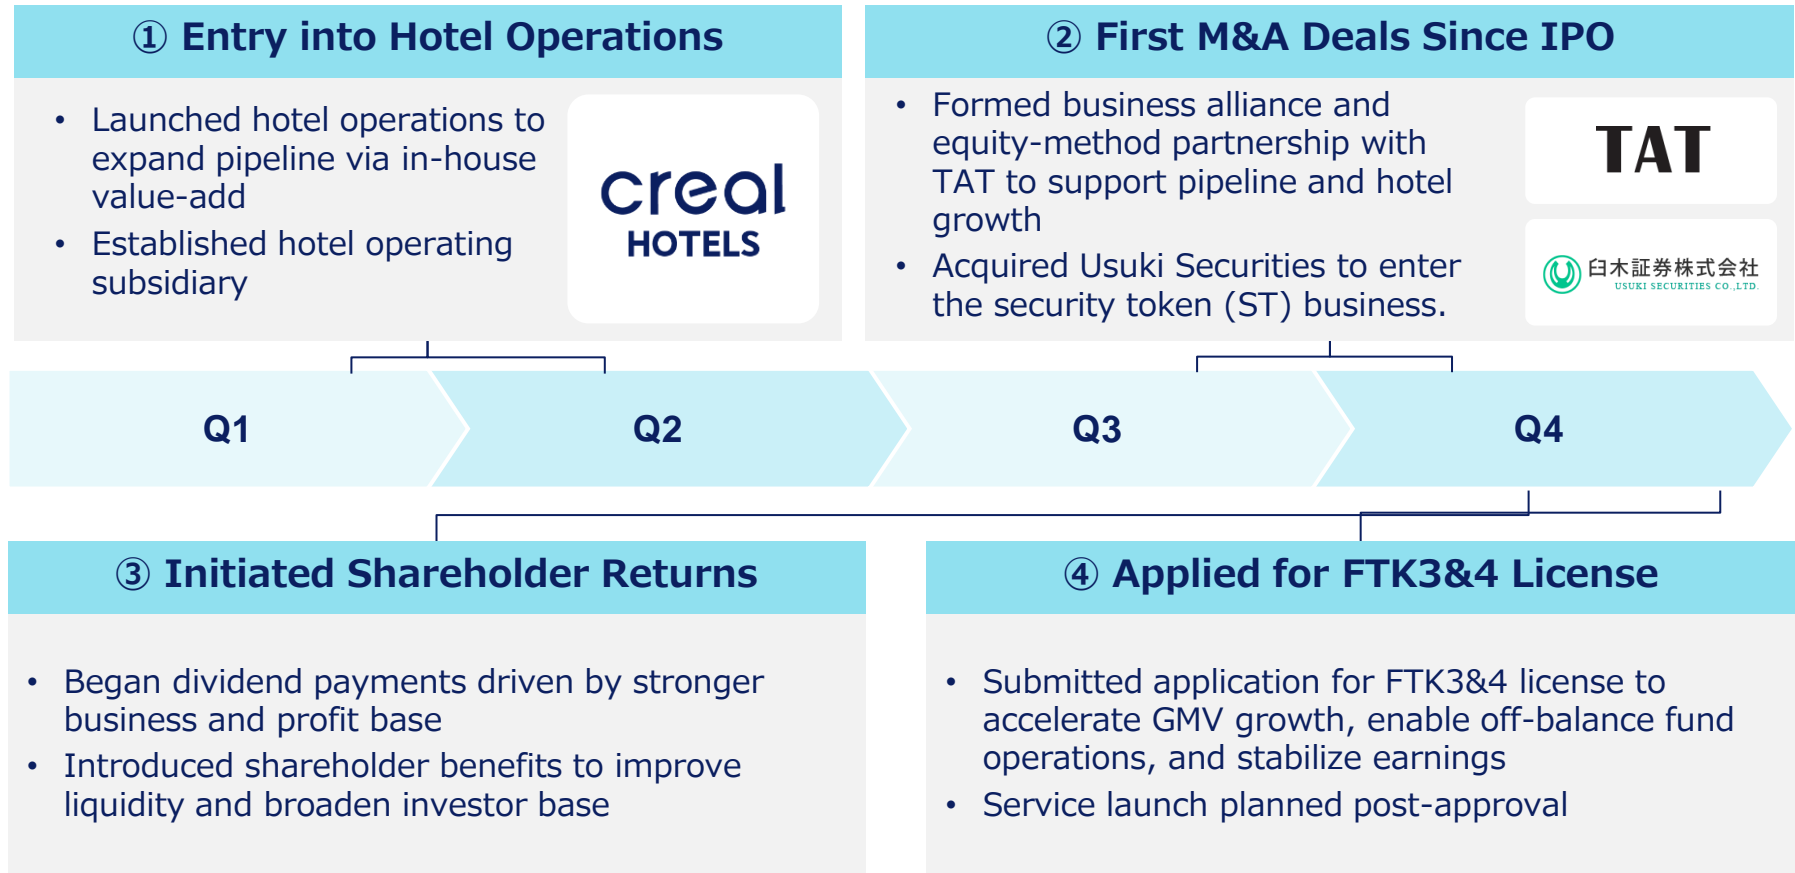 ① Entry into Hotel Operations
• Launched hotel operations to
expand pipeline via in-house
value-add
• Established hotel operating
subsidiary
creal
HOTELS
② First M&A Deals Since IPO
• Formed business alliance and
equity-method partnership with
TAT to support pipeline and hotel
growth
• Acquired Usuki Securities to enter
the security token (ST) business.
TAT
臼木証券株式会社
USUKI SECURITIES CO.,LTD.
Q1
Q2
Q3
Q4
③ Initiated Shareholder Returns
• Began dividend payments driven by stronger
business and profit base
• Introduced shareholder benefits to improve
liquidity and broaden investor base
④ Applied for FTK3&4 License
• Submitted application for FTK3&4 license to
accelerate GMV growth, enable off-balance fund
operations, and stabilize earnings
• Service launch planned post-approval